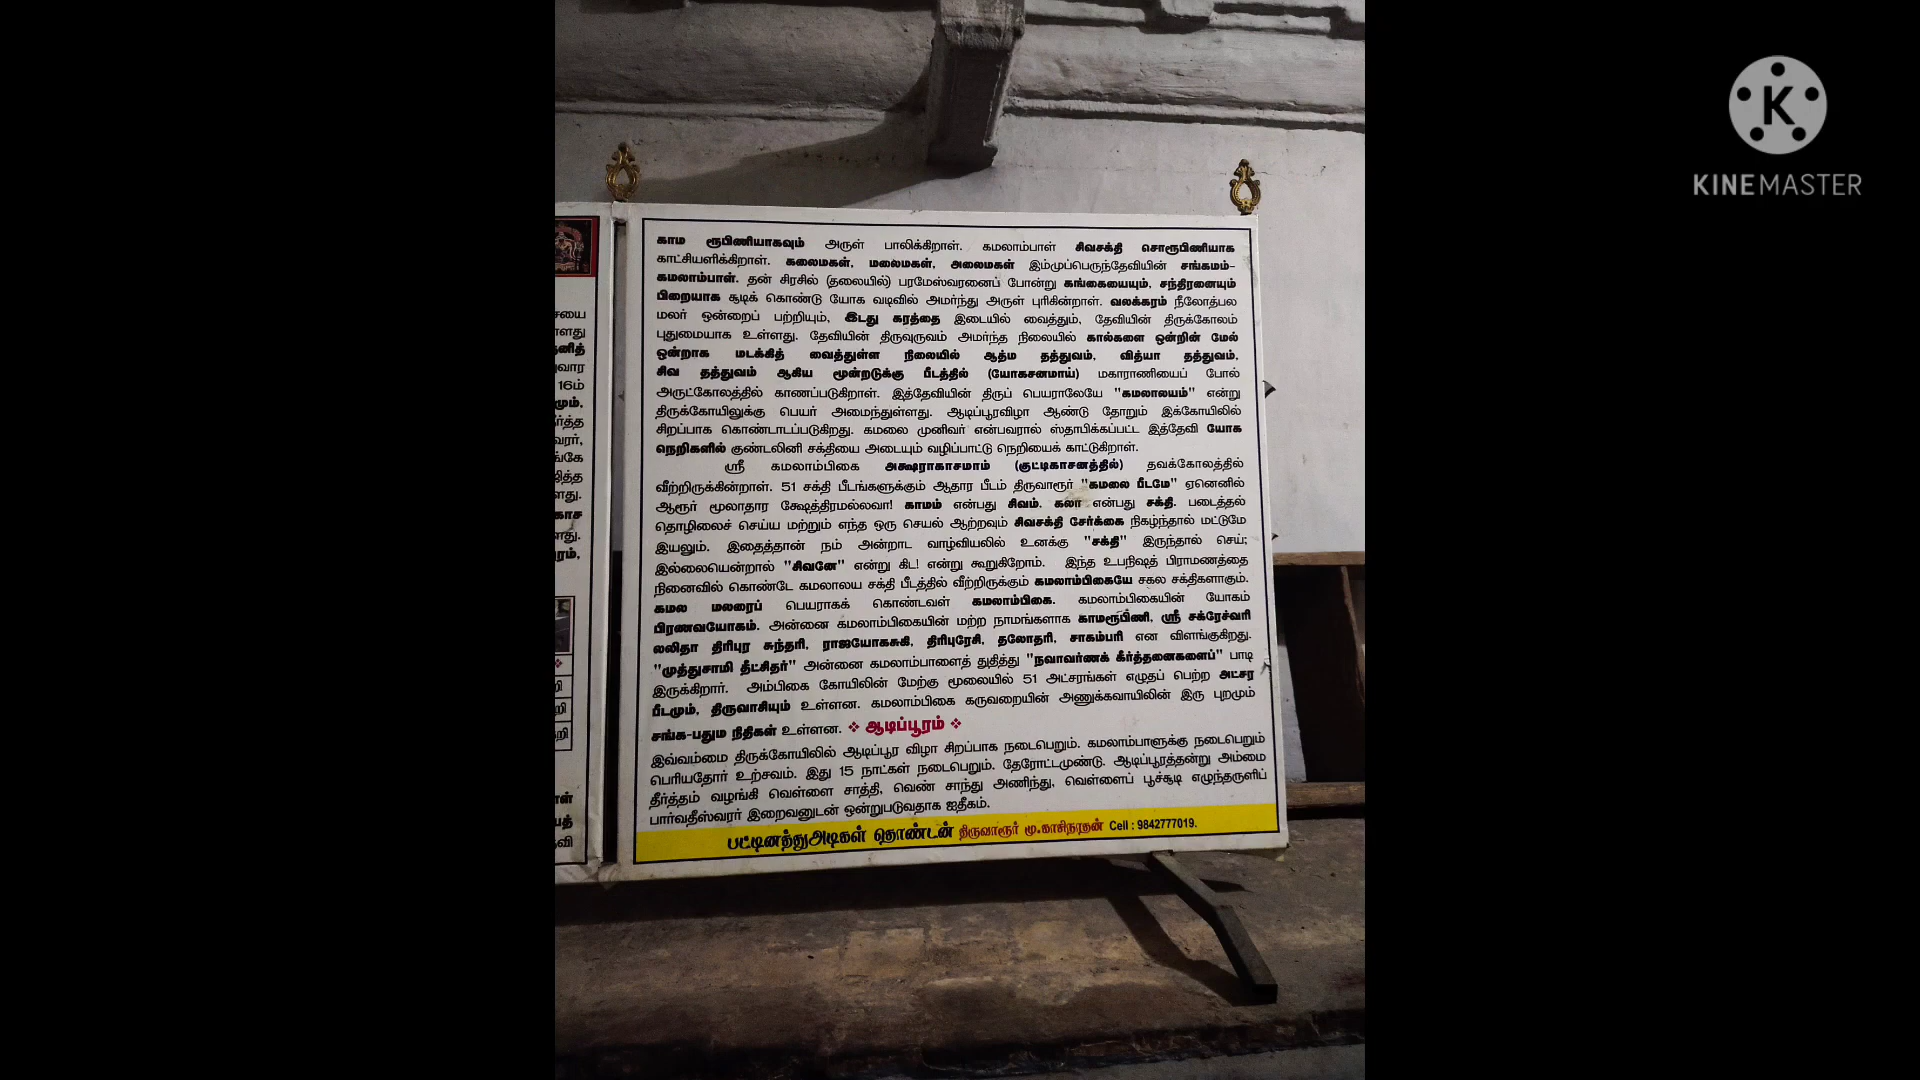 காம ரூபிணியாகவும் அருள் பாலிக்கிறாள். கமலாம்பாள் சிவசக்தி சொரூபிணியாக
காட்சியளிக்கிறாள். கலைமகள், மலைமகள், அலைமகள் இம்முப்பெருந்தேவியின் சங்கமம்-
கமலாம்பாள். தன் சிரசில் (தலையில்) பரமேஸ்வரனைப் போன்று கங்கையையும், சந்திரனையும்
பிறையாக சூடிக் கொண்டு யோக வடிவில் அமர்ந்து அருள் புரிகின்றாள். வலக்கரம் நீலோத்பல
மலர் ஒன்றைப் பற்றியும், இடது கரத்தை இடையில் வைத்தும், தேவியின் திருக்கோலம்
புதுமையாக உள்ளது. தேவியின் திருவுருவம் அமர்ந்த நிலையில் கால்களை ஒன்றின் மேல்
ஒன்றாக மடக்கித் வைத்துள்ள நிலையில் ஆத்ம தத்துவம், வித்யா தத்துவம்,
சிவ தத்துவம் ஆகிய மூன்றடுக்கு பீடத்தில் (யோகசனமாய்) மகாராணியைப் போல்
அருட்கோலத்தில் காணப்படுகிறாள். இத்தேவியின் திருப் பெயராலேயே "கமலாலயம்" என்று
திருக்கோயிலுக்கு பெயர் அமைந்துள்ளது. ஆடிப்பூரவிழா ஆண்டு தோறும் இக்கோயிலில்
சிறப்பாக கொண்டாடப்படுகிறது. கமலை முனிவர் என்பவரால் ஸ்தாபிக்கப்பட்ட இத்தேவி யோக
நெறிகளில் குண்டலினி சக்தியை அடையும் வழிப்பாட்டு நெறியைக் காட்டுகிறாள்.
ஸ்ரீ கமலாம்பிகை அக்ஷராகாசமாம் (குட்டிகாசனத்தில்) தவக்கோலத்தில்
வீற்றிருக்கின்றாள். 51 சக்தி பீடங்களுக்கும் ஆதார பீடம் திருவாரூர் "கமலை பீடமே" ஏனெனில்
ஆரூர் மூலாதார க்ஷேத்திரமல்லவா! காமம் என்பது சிவம். கலா என்பது சக்தி. படைத்தல்
தொழிலைச் செய்ய மற்றும் எந்த ஒரு செயல் ஆற்றவும் சிவசக்தி சேர்க்கை நிகழ்ந்தால் மட்டுமே
இயலும். இதைத்தான் நம் அன்றாட வாழ்வியலில் உனக்கு "சக்தி" இருந்தால் செய்;
இல்லையென்றால் "சிவனே" என்று கிட! என்று கூறுகிறோம். இந்த உபநிஷத் பிராமணத்தை
நினைவில் கொண்டே கமலாலய சக்தி பீடத்தில் வீற்றிருக்கும் கமலாம்பிகையே சகல சக்திகளாகும்.
கமல மலரைப் பெயராகக் கொண்டவள் கமலாம்பிகை. கமலாம்பிகையின் யோகம்
பிரணவயோகம். அன்னை கமலாம்பிகையின் மற்ற நாமங்களாக காமரூபிணி, ஸ்ரீ சக்ரேச்வரி
லலிதா திரிபுர சுந்தரி, ராஜயோகசுகி, திரிபுரேசி, தலோதரி, சாகம்பரி என விளங்குகிறது.
"முத்துசாமி தீட்சிதர்" அன்னை கமலாம்பாளைத் துதித்து "நவாவர்ணக் கீர்த்தனைகளைப்" பாடி
இருக்கிறார். அம்பிகை கோயிலின் மேற்கு மூலையில் 51 அட்சரங்கள் எழுதப் பெற்ற அட்சர
பீடமும், திருவாசியும் உள்ளன. கமலாம்பிகை கருவறையின் அணுக்கவாயிலின் இரு புறமும்
சங்க-பதும நிதிகள் உள்ளன. ❖ ஆடிப்பூரம் ❖
இவ்வம்மை திருக்கோயிலில் ஆடிப்பூர விழா சிறப்பாக நடைபெறும். கமலாம்பாளுக்கு நடைபெறும்
பெரியதோர் உற்சவம். இது 15 நாட்கள் நடைபெறும். தேரோட்டமுண்டு. ஆடிப்பூரத்தன்று அம்மை
தீர்த்தம் வழங்கி வெள்ளை சாத்தி, வெண் சாந்து அணிந்து, வெள்ளைப் பூச்சூடி எழுந்தருளிப்
பார்வதீஸ்வரர் இறைவனுடன் ஒன்றுபடுவதாக ஐதீகம்.
பட்டினத்துஅடிகள் தொண்டன் திருவாரூர் மு.காசிநாதன் Cell : 9842777019.
KINEMASTER